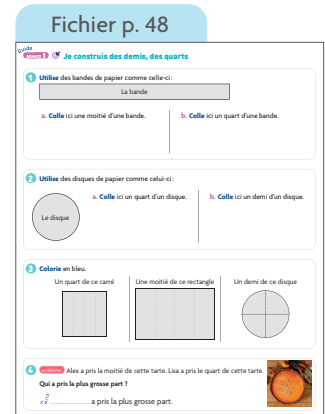 Fichier p. 48
Guide
séance 1 Je construis des demis, des quarts
1 Utilise des bandes de papier comme celle-ci :
La bande
a. Colle ici une moitié d'une bande.
b. Colle ici un quart d'une bande.
2 Utilise des disques de papier comme celui-ci :
a. Colle ici un quart d'un disque.
b. Colle ici un demi d'un disque.
Le disque
3 Colorie en bleu.
Un quart de ce carré
Une moitié de ce rectangle
Un demi de ce disque
4 problème Alex a pris la moitié de cette tarte. Lisa a pris le quart de cette tarte.
Qui a pris la plus grosse part ?
a pris la plus grosse part.